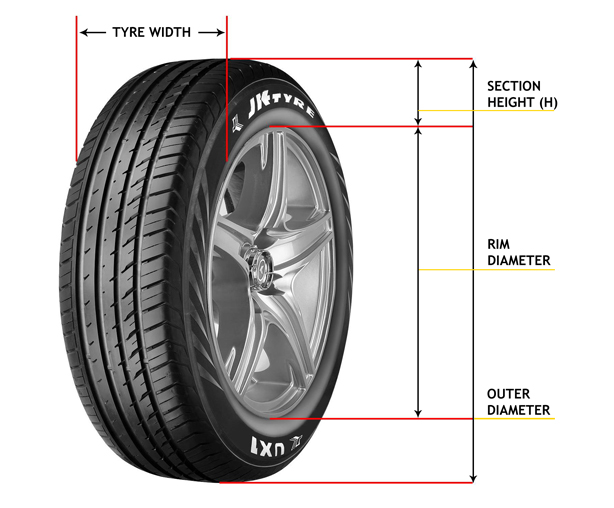 TYRE WIDTH
JK TYRE
SECTION
HEIGHT (H)
RIM
DIAMETER
OUTER
DIAMETER
UX1